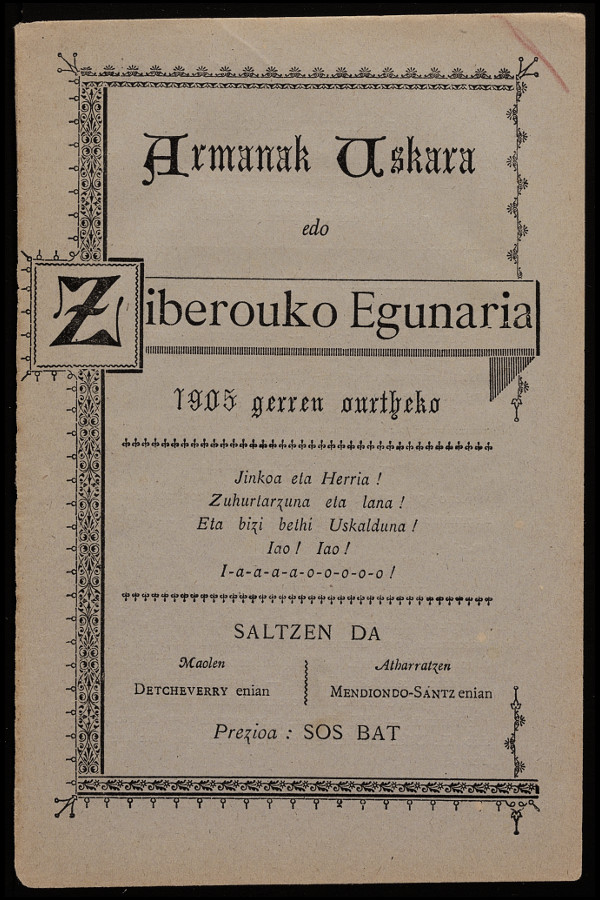 Armanak Uskara
edo
Ziberouko Egunaria
1905 gerren ourtheko
Jinkoa eta Herria !
Zuhurtarzuna eta lana !
Eta bizi bethi Uskalduna !
Iao ! Iao !
I-a-a-a-a-o-o-o-o-o !
SALTZEN DA
Maolen
DETCHEVERRY enian
Atharratzen
MENDIONDO-SANTZ enian
Prezioa : SOS BAT